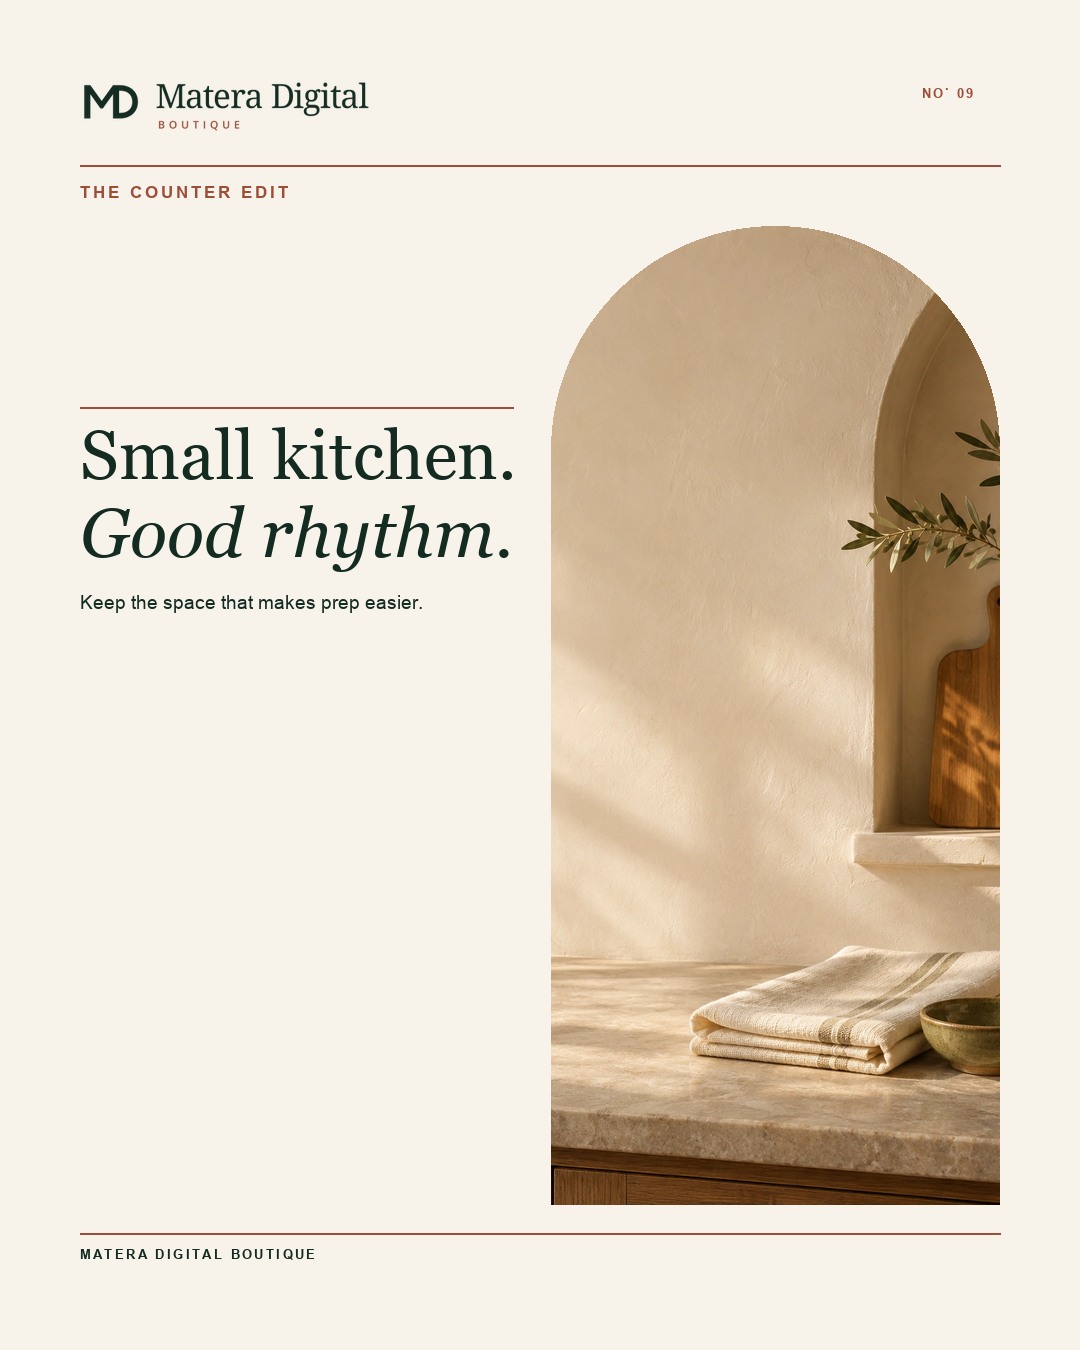 MD Matera Digital
BOUTIQUE
NO˙ 09
THE COUNTER EDIT
Small kitchen.
Good rhythm.
Keep the space that makes prep easier.
MATERA DIGITAL BOUTIQUE